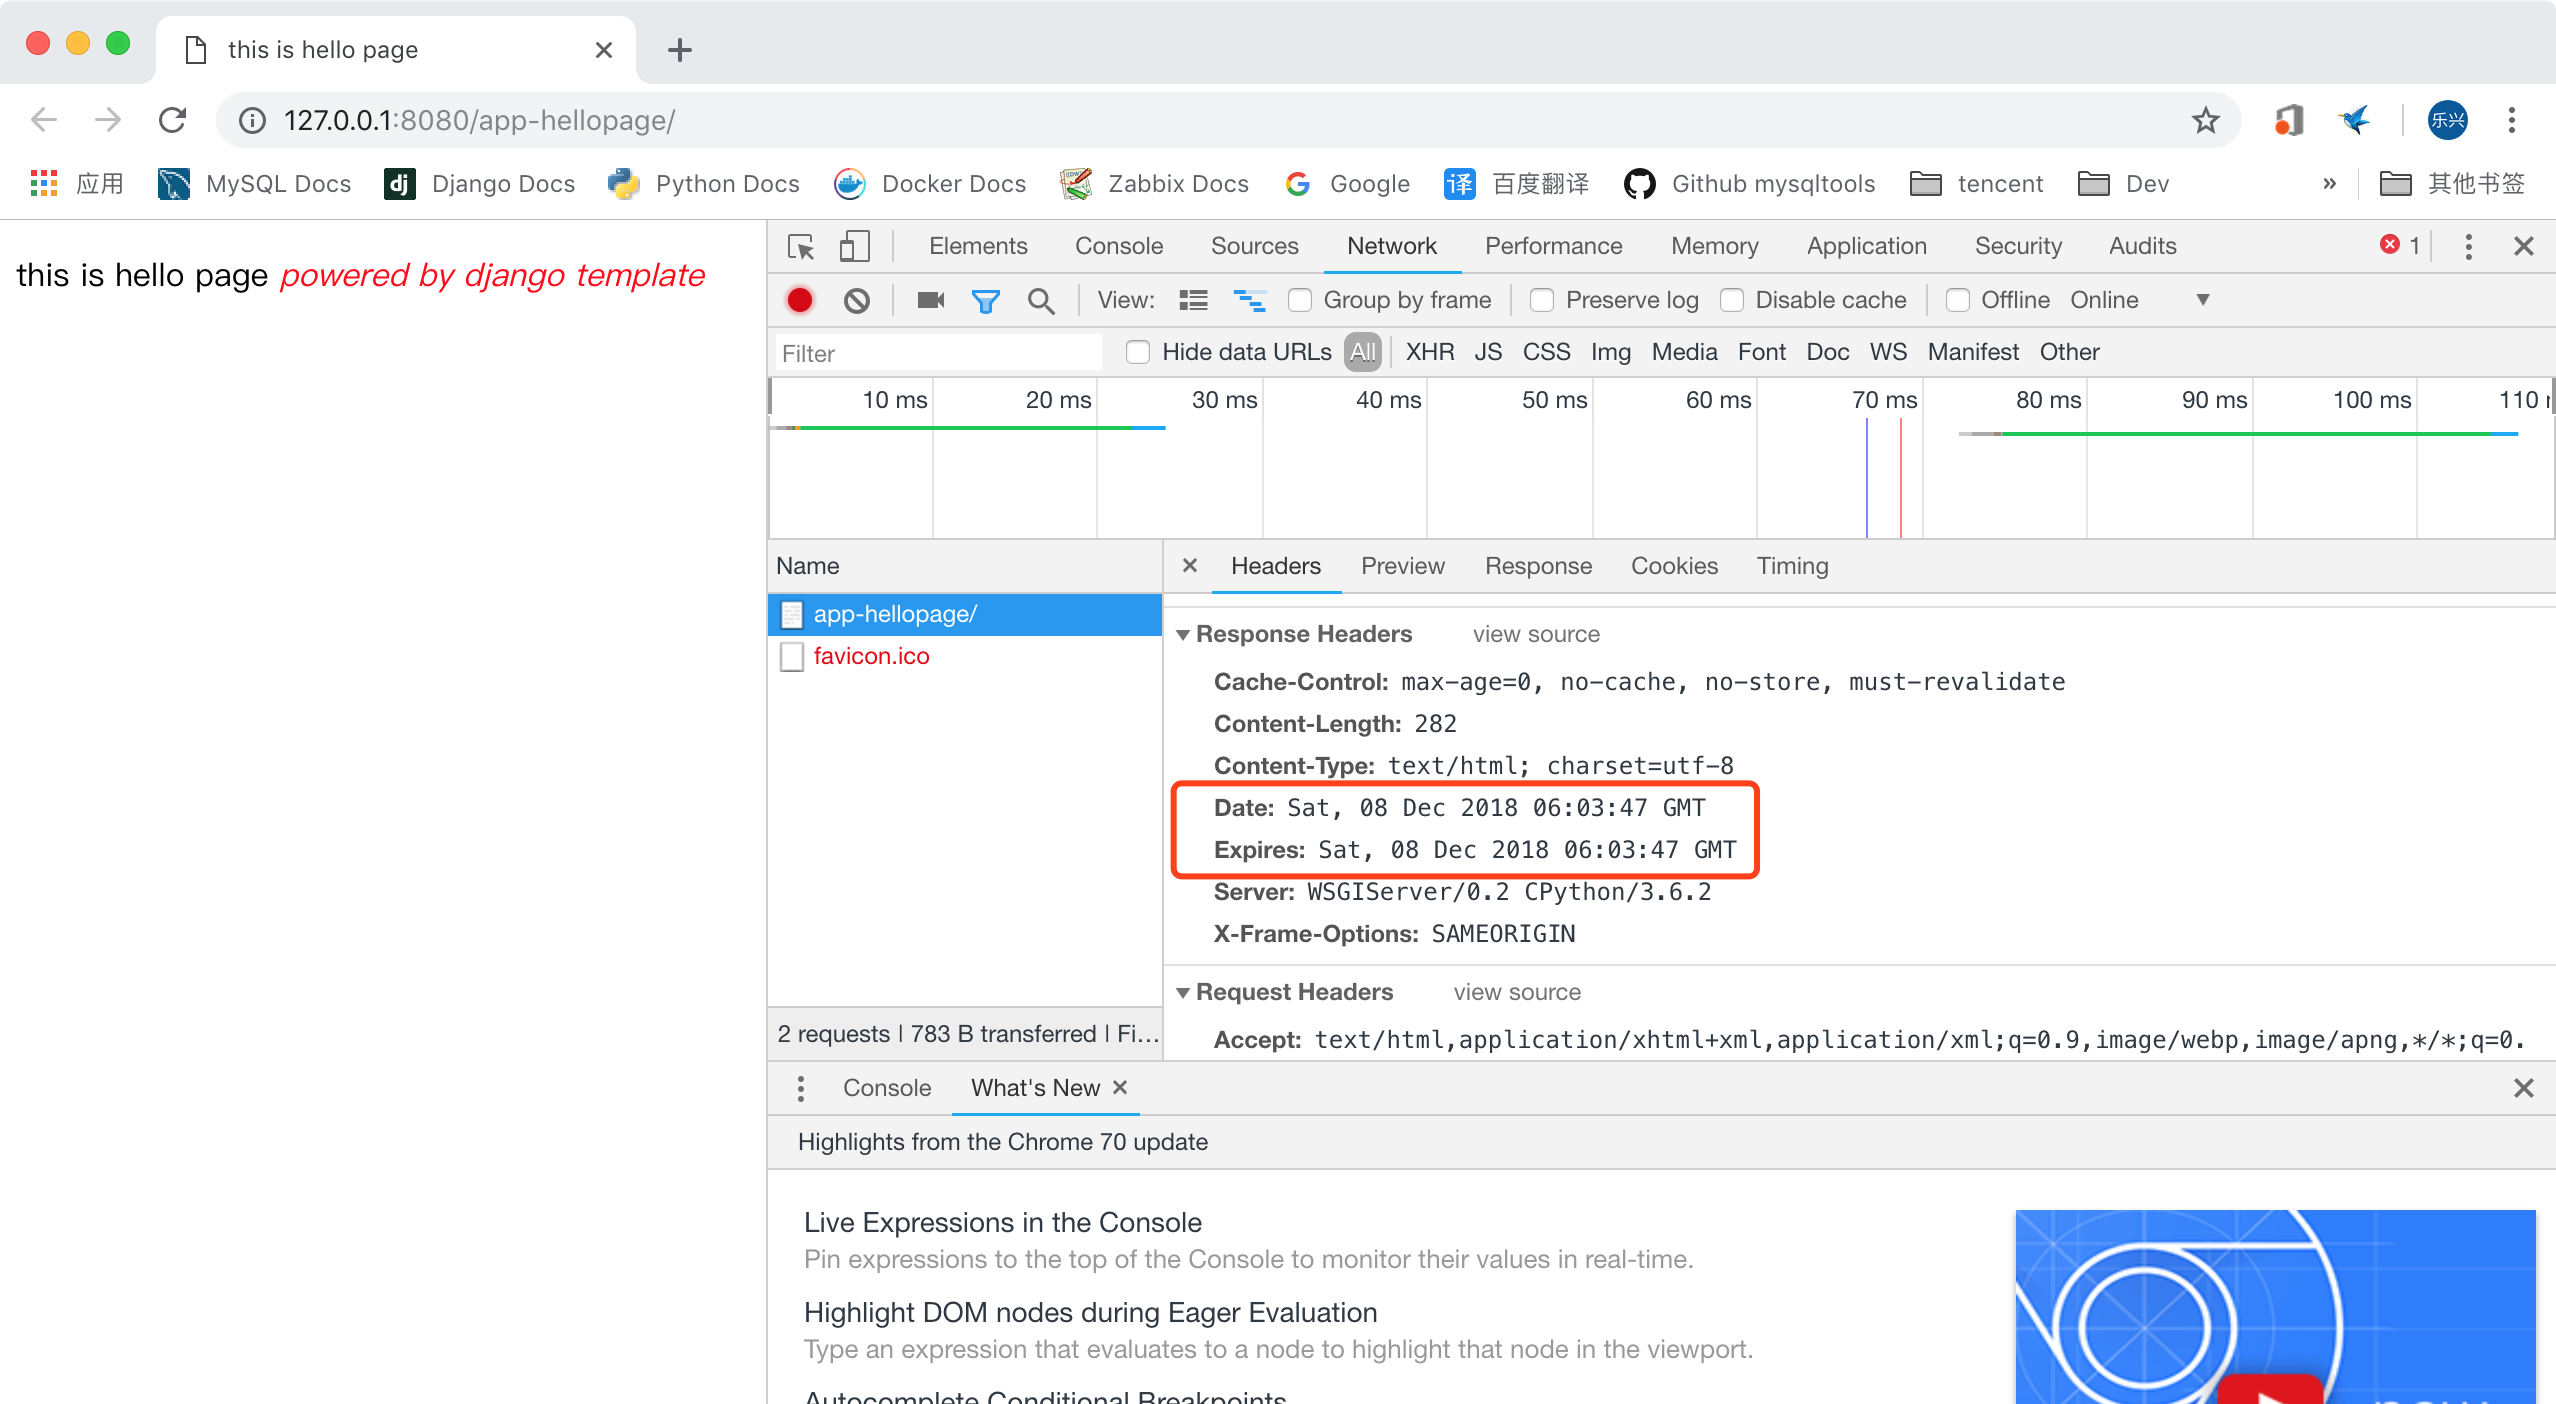 this is hello page
127.0.0.1:8080/app-hellopage/
乐兴
应用 MySQL Docs Django Docs Python Docs Docker Docs Zabbix Docs Google 百度翻译 Github mysqltools tencent Dev » 其他书签
this is hello page powered by django template
Elements Console Sources Network Performance Memory Application Security Audits 1
View: Group by frame Preserve log Disable cache Offline Online
Filter Hide data URLs All XHR JS CSS Img Media Font Doc WS Manifest Other
10 ms 20 ms 30 ms 40 ms 50 ms 60 ms 70 ms 80 ms 90 ms 100 ms 110
Name
app-hellopage/
favicon.ico
2 requests | 783 B transferred | Fi…
Headers Preview Response Cookies Timing
Response Headers view source
Cache-Control: max-age=0, no-cache, no-store, must-revalidate
Content-Length: 282
Content-Type: text/html; charset=utf-8
Date: Sat, 08 Dec 2018 06:03:47 GMT
Expires: Sat, 08 Dec 2018 06:03:47 GMT
Server: WSGIServer/0.2 CPython/3.6.2
X-Frame-Options: SAMEORIGIN
Request Headers view source
Accept: text/html,application/xhtml+xml,application/xml;q=0.9,image/webp,image/apng,*/*;q=0.
Console What's New
Highlights from the Chrome 70 update
Live Expressions in the Console
Pin expressions to the top of the Console to monitor their values in real-time.
Highlight DOM nodes during Eager Evaluation
Type an expression that evaluates to a node to highlight that node in the viewport.
Autocomplete Conditional Breakpoints